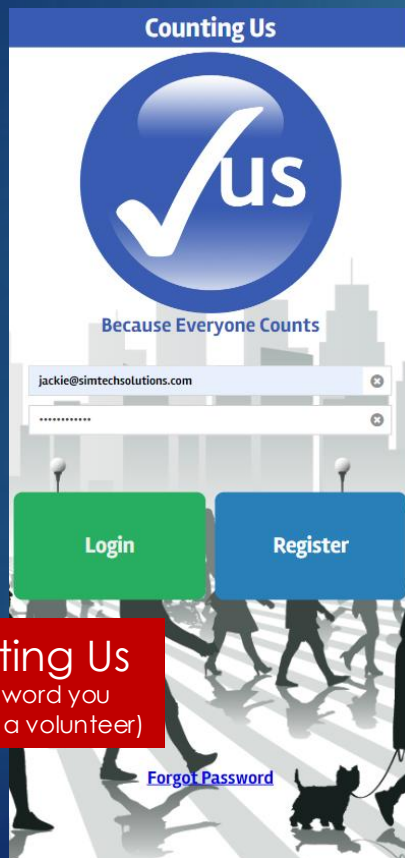 Counting Us
us
Because Everyone Counts
jackie@simtechsolutions.com
••••••••••••
Login
Register
ting Us
word you
a volunteer)
Forgot Password